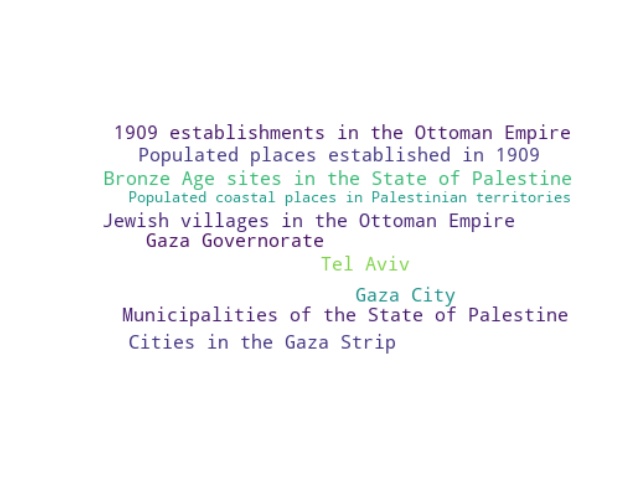 1909 establishments in the Ottoman Empire
Populated places established in 1909
Bronze Age sites in the State of Palestine
Populated coastal places in Palestinian territories
Jewish villages in the Ottoman Empire
Gaza Governorate
Tel Aviv
Gaza City
Municipalities of the State of Palestine
Cities in the Gaza Strip